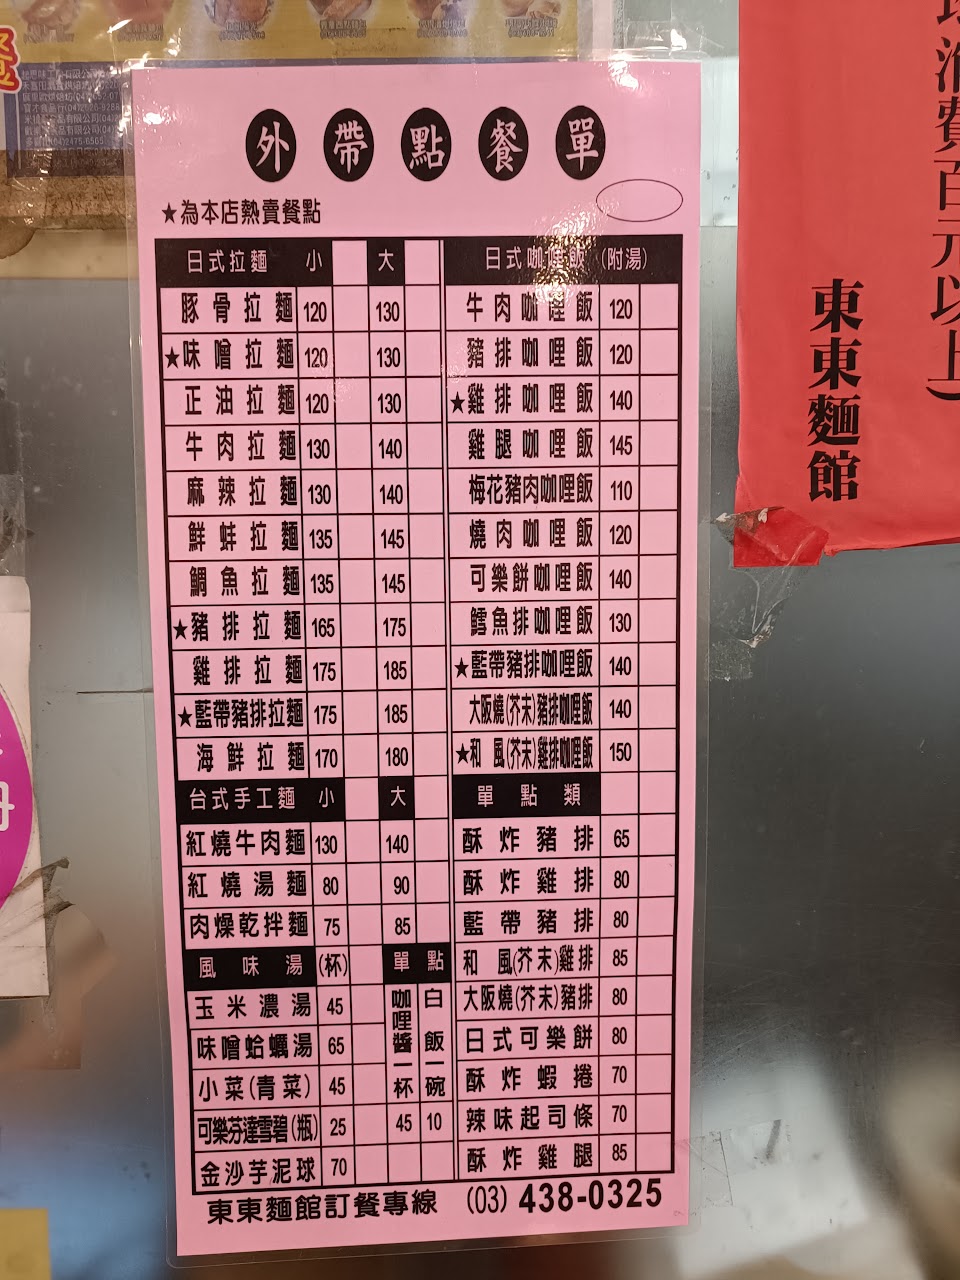 外帶點餐單
★為本店熱賣餐點
日式拉麵 小 大
豚骨拉麵 120 130
★味噌拉麵 120 130
正油拉麵 120 130
牛肉拉麵 130 140
麻辣拉麵 130 140
鮮蚌拉麵 135 145
鯛魚拉麵 135 145
★豬排拉麵 165 175
雞排拉麵 175 185
★藍帶豬排拉麵 175 185
海鮮拉麵 170 180
台式手工麵 小 大
紅燒牛肉麵 130 140
紅燒湯麵 80 90
肉燥乾拌麵 75 85
風味湯(杯)
玉米濃湯 45
味噌蛤蠣湯 65
小菜(青菜) 45
可樂芬達雪碧(瓶) 25
金沙芋泥球 70
單點
咖哩醬一杯 45
白飯一碗 10
日式咖哩飯(附湯)
牛肉咖哩飯 120
豬排咖哩飯 120
★雞排咖哩飯 140
雞腿咖哩飯 145
梅花豬肉咖哩飯 110
燒肉咖哩飯 120
可樂餅咖哩飯 140
鱈魚排咖哩飯 130
★藍帶豬排咖哩飯 140
大阪燒(芥末)豬排咖哩飯 140
★和風(芥末)雞排咖哩飯 150
單點類
酥炸豬排 65
酥炸雞排 80
藍帶豬排 80
和風(芥末)雞排 85
大阪燒(芥末)豬排 80
日式可樂餅 80
酥炸蝦捲 70
辣味起司條 70
酥炸雞腿 85
東東麵館訂餐專線 (03) 438-0325
消費百元以上)
東東麵館